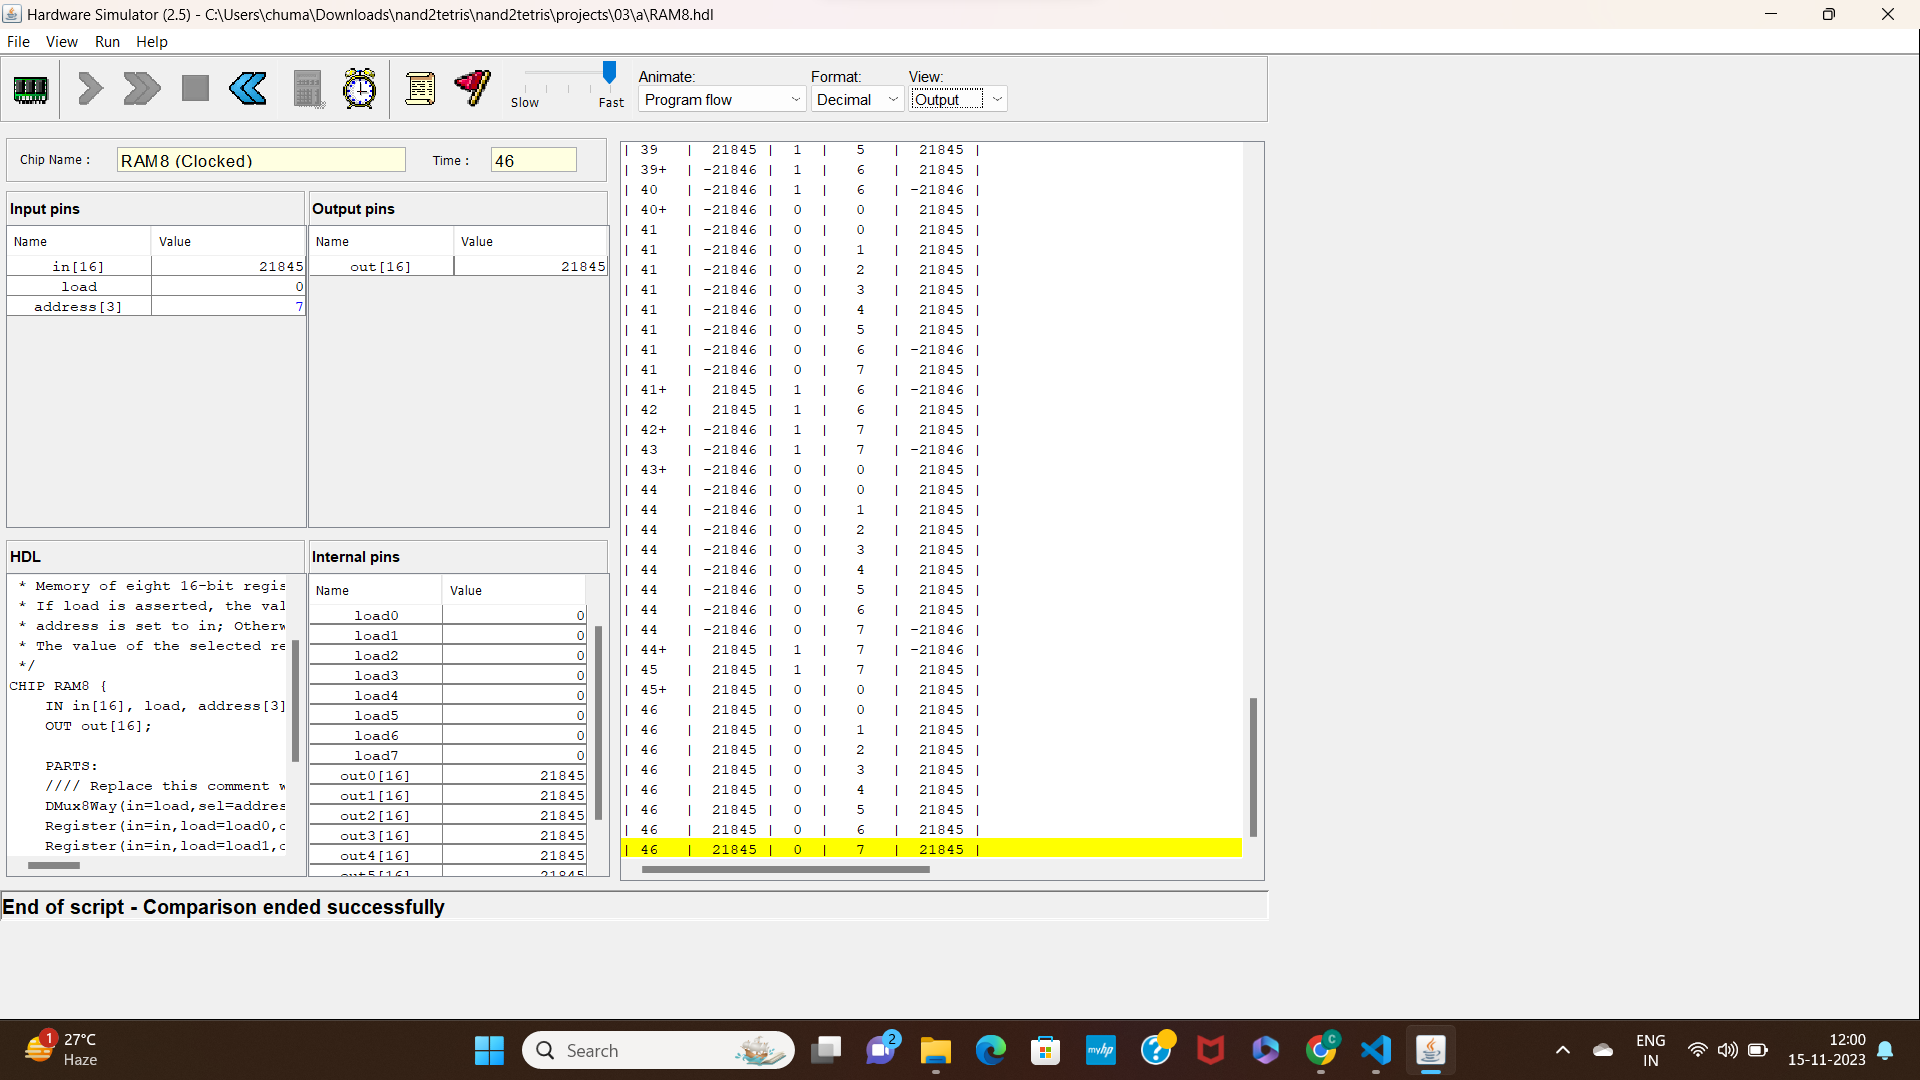 Hardware Simulator (2.5) - C:\Users\chuma\Downloads\nand2tetris\nand2tetris\projects\03\a\RAM8.hdl
File View Run Help
Slow Fast
Animate: Format: View:
Program flow Decimal Output
Chip Name : RAM8 (Clocked) Time : 46
Input pins Output pins
Name Value Name Value
in[16] 21845 out[16] 21845
load 0
address[3] 7
HDL
* Memory of eight 16-bit regis
* If load is asserted, the val
* address is set to in; Otherw
* The value of the selected re
*/
CHIP RAM8 {
IN in[16], load, address[3]
OUT out[16];
PARTS:
//// Replace this comment w
DMux8Way(in=load,sel=addres
Register(in=in,load=load0,o
Register(in=in,load=load1,o
Internal pins
Name Value
load0 0
load1 0
load2 0
load3 0
load4 0
load5 0
load6 0
load7 0
out0[16] 21845
out1[16] 21845
out2[16] 21845
out3[16] 21845
out4[16] 21845
out5[16] 21845
| 39 | 21845 | 1 | 5 | 21845 |
| 39+ | -21846 | 1 | 6 | 21845 |
| 40 | -21846 | 1 | 6 | -21846 |
| 40+ | -21846 | 0 | 0 | 21845 |
| 41 | -21846 | 0 | 0 | 21845 |
| 41 | -21846 | 0 | 1 | 21845 |
| 41 | -21846 | 0 | 2 | 21845 |
| 41 | -21846 | 0 | 3 | 21845 |
| 41 | -21846 | 0 | 4 | 21845 |
| 41 | -21846 | 0 | 5 | 21845 |
| 41 | -21846 | 0 | 6 | -21846 |
| 41 | -21846 | 0 | 7 | 21845 |
| 41+ | 21845 | 1 | 6 | -21846 |
| 42 | 21845 | 1 | 6 | 21845 |
| 42+ | -21846 | 1 | 7 | 21845 |
| 43 | -21846 | 1 | 7 | -21846 |
| 43+ | -21846 | 0 | 0 | 21845 |
| 44 | -21846 | 0 | 0 | 21845 |
| 44 | -21846 | 0 | 1 | 21845 |
| 44 | -21846 | 0 | 2 | 21845 |
| 44 | -21846 | 0 | 3 | 21845 |
| 44 | -21846 | 0 | 4 | 21845 |
| 44 | -21846 | 0 | 5 | 21845 |
| 44 | -21846 | 0 | 6 | 21845 |
| 44 | -21846 | 0 | 7 | -21846 |
| 44+ | 21845 | 1 | 7 | -21846 |
| 45 | 21845 | 1 | 7 | 21845 |
| 45+ | 21845 | 0 | 0 | 21845 |
| 46 | 21845 | 0 | 0 | 21845 |
| 46 | 21845 | 0 | 1 | 21845 |
| 46 | 21845 | 0 | 2 | 21845 |
| 46 | 21845 | 0 | 3 | 21845 |
| 46 | 21845 | 0 | 4 | 21845 |
| 46 | 21845 | 0 | 5 | 21845 |
| 46 | 21845 | 0 | 6 | 21845 |
| 46 | 21845 | 0 | 7 | 21845 |
End of script - Comparison ended successfully
1 27°C
Haze
Search
2
myhp
?
C
ENG
IN
12:00
15-11-2023